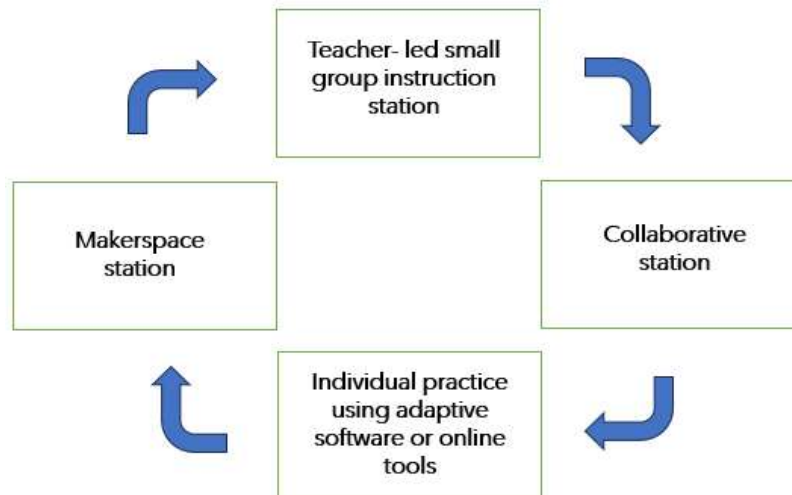 Teacher- led small
group instruction
station
Makerspace
station
Collaborative
station
Individual practice
using adaptive
software or online
tools